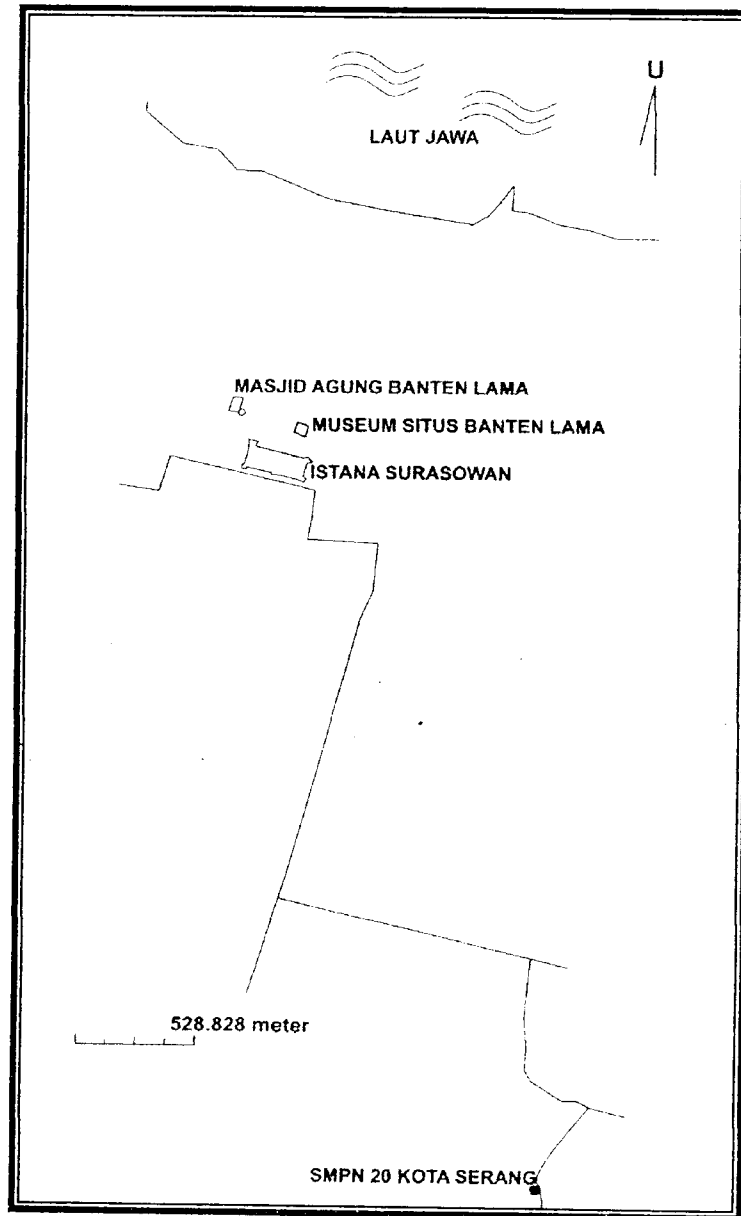 U
LAUT JAWA
MASJID AGUNG BANTEN LAMA
MUSEUM SITUS BANTEN LAMA
ISTANA SURASOWAN
528.828 meter
SMPN 20 KOTA SERANG